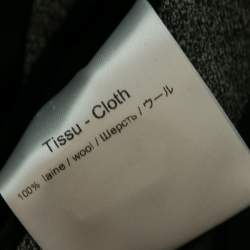 Tissu - Cloth
100% laine / wool / Шерсть / ウール